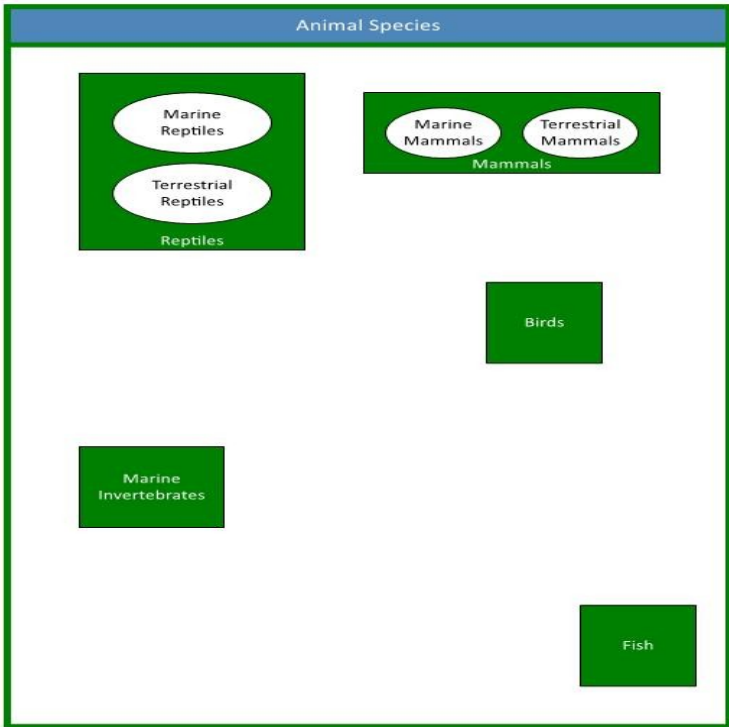 Animal Species
Marine
Reptiles
Terrestrial
Reptiles
Reptiles
Marine
Mammals
Terrestrial
Mammals
Mammals
Birds
Marine
Invertebrates
Fish